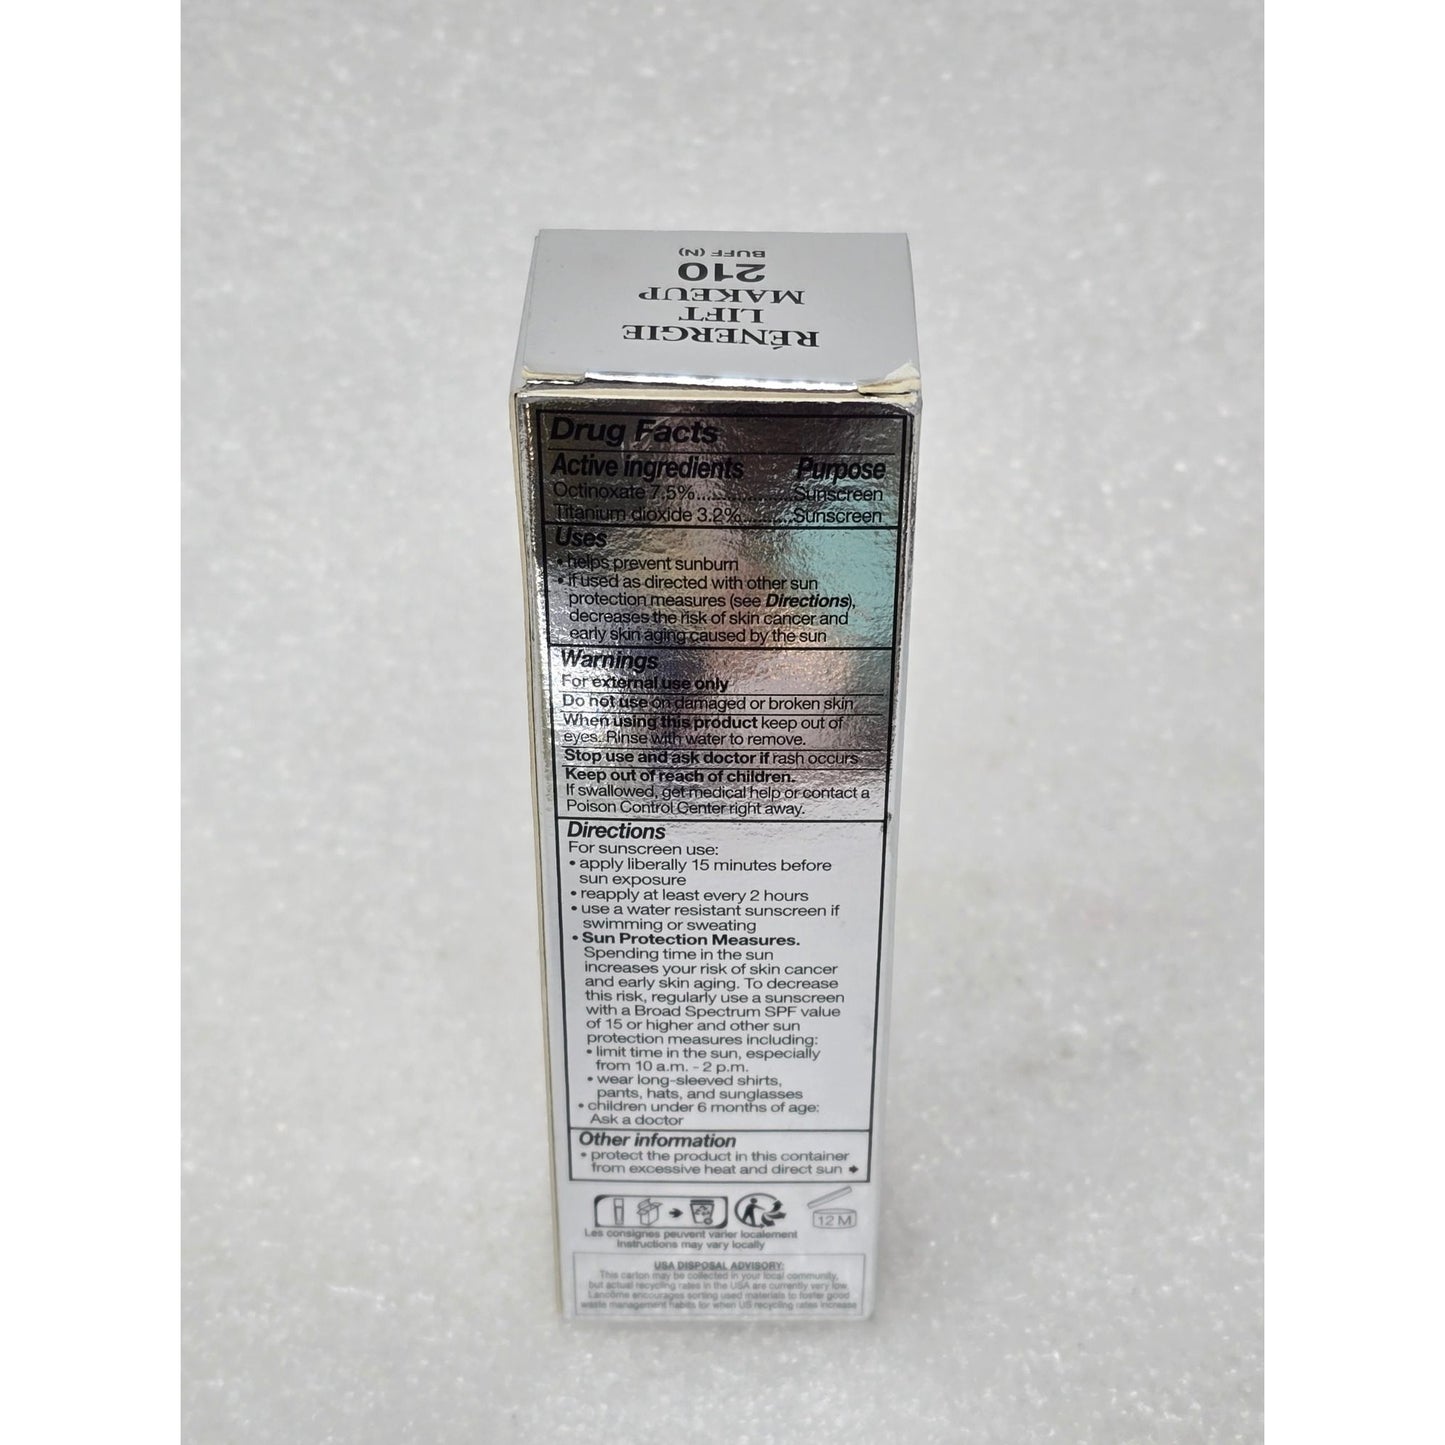 RÉNERGIE
LIFT
MAKEUP
210
BUFF (N)
Drug Facts
Active ingredients Purpose
Octinoxate 7.5%....................Sunscreen
Titanium dioxide 3.2%..........Sunscreen
Uses
• helps prevent sunburn
• if used as directed with other sun
protection measures (see Directions),
decreases the risk of skin cancer and
early skin aging caused by the sun
Warnings
For external use only
Do not use on damaged or broken skin
When using this product keep out of
eyes. Rinse with water to remove.
Stop use and ask doctor if rash occurs
Keep out of reach of children.
If swallowed, get medical help or contact a
Poison Control Center right away.
Directions
For sunscreen use:
• apply liberally 15 minutes before
sun exposure
• reapply at least every 2 hours
• use a water resistant sunscreen if
swimming or sweating
• Sun Protection Measures.
Spending time in the sun
increases your risk of skin cancer
and early skin aging. To decrease
this risk, regularly use a sunscreen
with a Broad Spectrum SPF value
of 15 or higher and other sun
protection measures including:
• limit time in the sun, especially
from 10 a.m. - 2 p.m.
• wear long-sleeved shirts,
pants, hats, and sunglasses
• children under 6 months of age:
Ask a doctor
Other information
• protect the product in this container
from excessive heat and direct sun
12 M
Les consignes peuvent varier localement
Instructions may vary locally
USA DISPOSAL ADVISORY:
This carton may be collected in your local community,
but actual recycling rates in the USA are currently very low.
Lancôme encourages sorting used materials to foster good
waste management habits for when US recycling rates increase